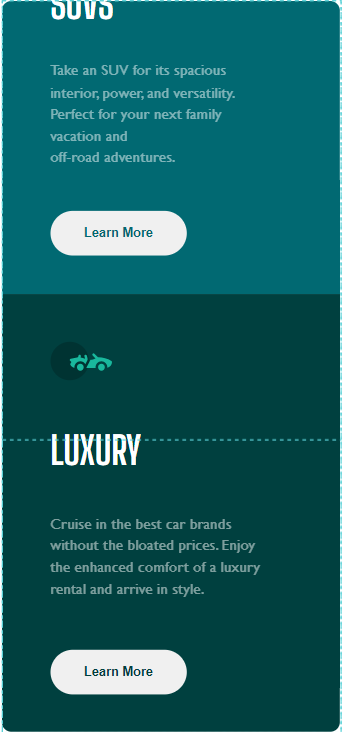 SUVS
Take an SUV for its spacious
interior, power, and versatility.
Perfect for your next family
vacation and
off-road adventures.
Learn More
LUXURY
Cruise in the best car brands
without the bloated prices. Enjoy
the enhanced comfort of a luxury
rental and arrive in style.
Learn More